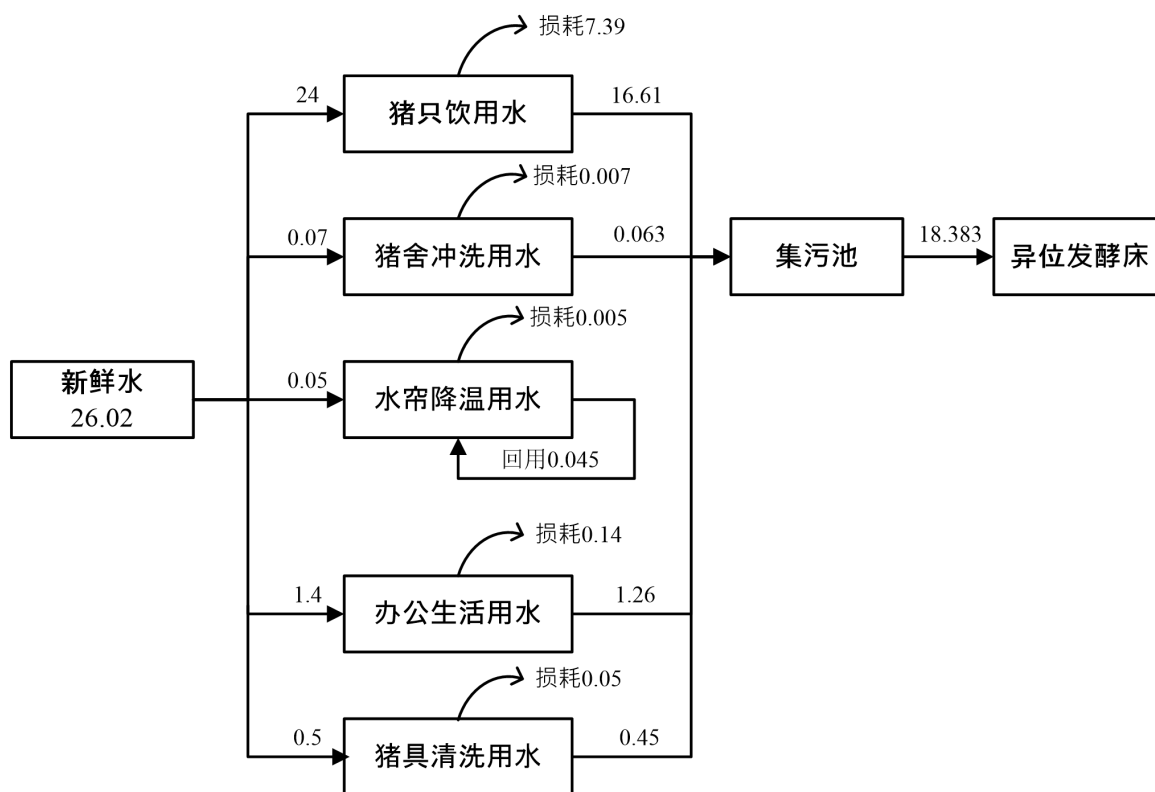 损耗7.39
24
猪只饮用水
16.61
损耗0.007
0.07
猪舍冲洗用水
0.063
集污池
18.383
异位发酵床
损耗0.005
新鲜水
26.02
0.05
水帘降温用水
回用0.045
损耗0.14
1.4
办公生活用水
1.26
损耗0.05
0.5
猪具清洗用水
0.45